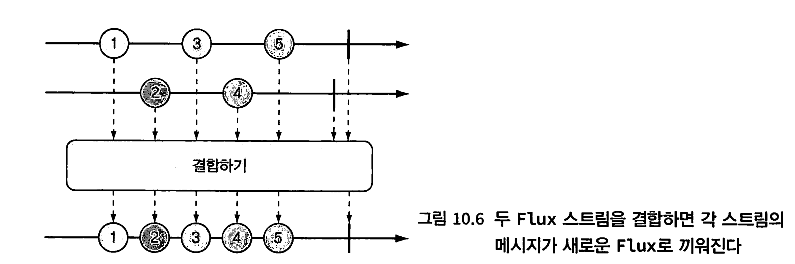 1 3 5
2 4
결합하기
1 2 3 4 5
그림 10.6 두 Flux 스트림을 결합하면 각 스트림의
메시지가 새로운 Flux로 끼워진다